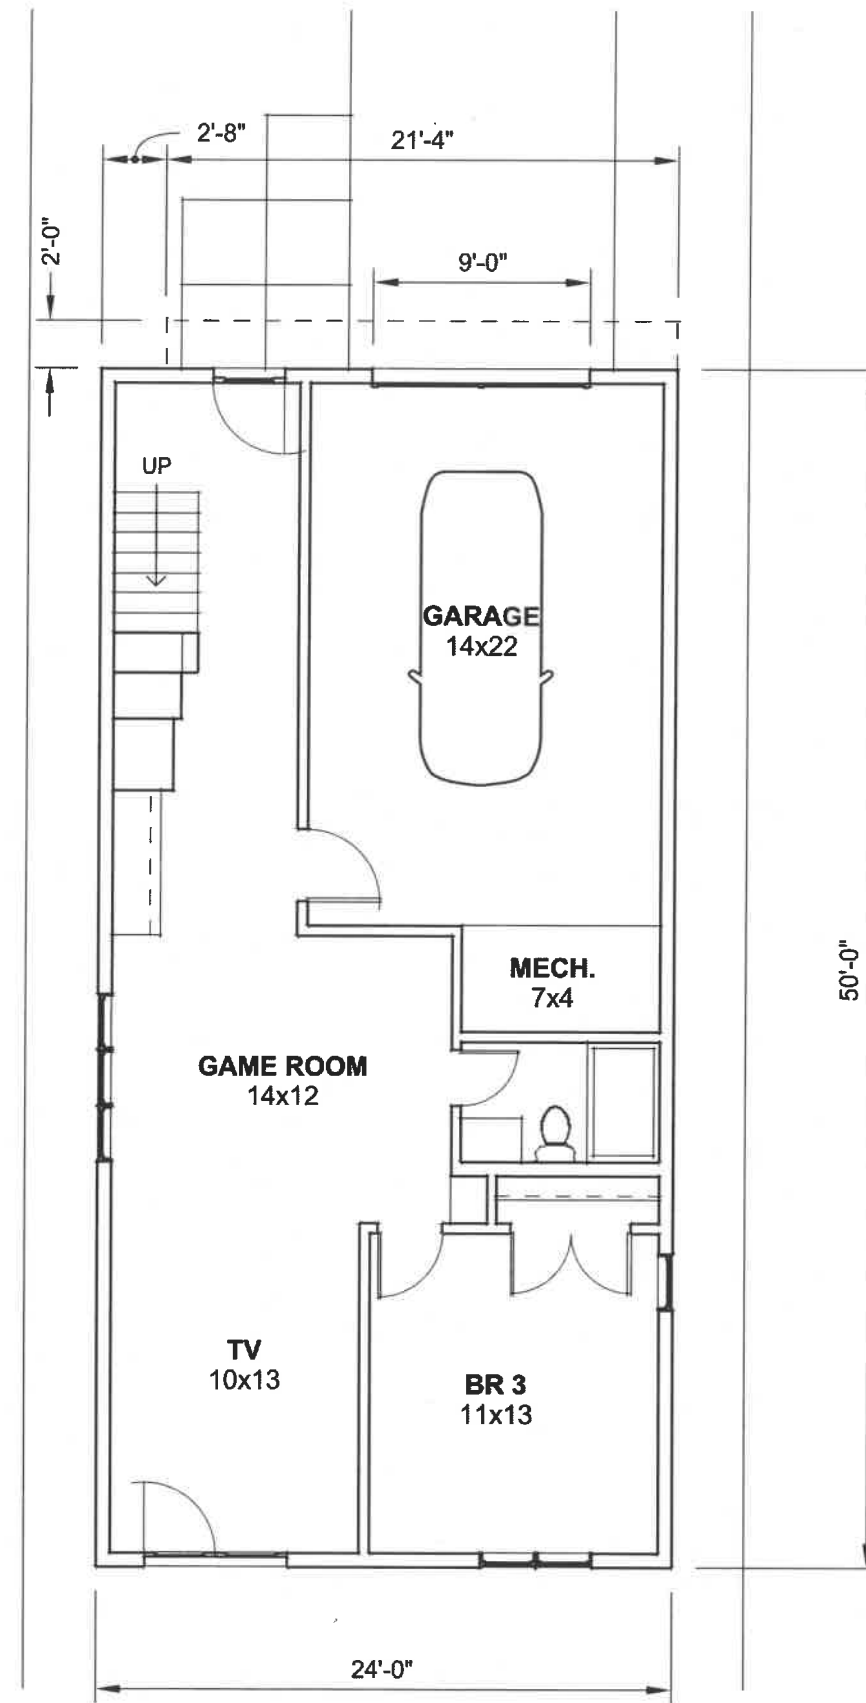 2'-8"
21'-4"
2'-0"
9'-0"
UP
GARAGE
14x22
MECH.
7x4
50'-0"
GAME ROOM
14x12
TV
10x13
BR 3
11x13
24'-0"